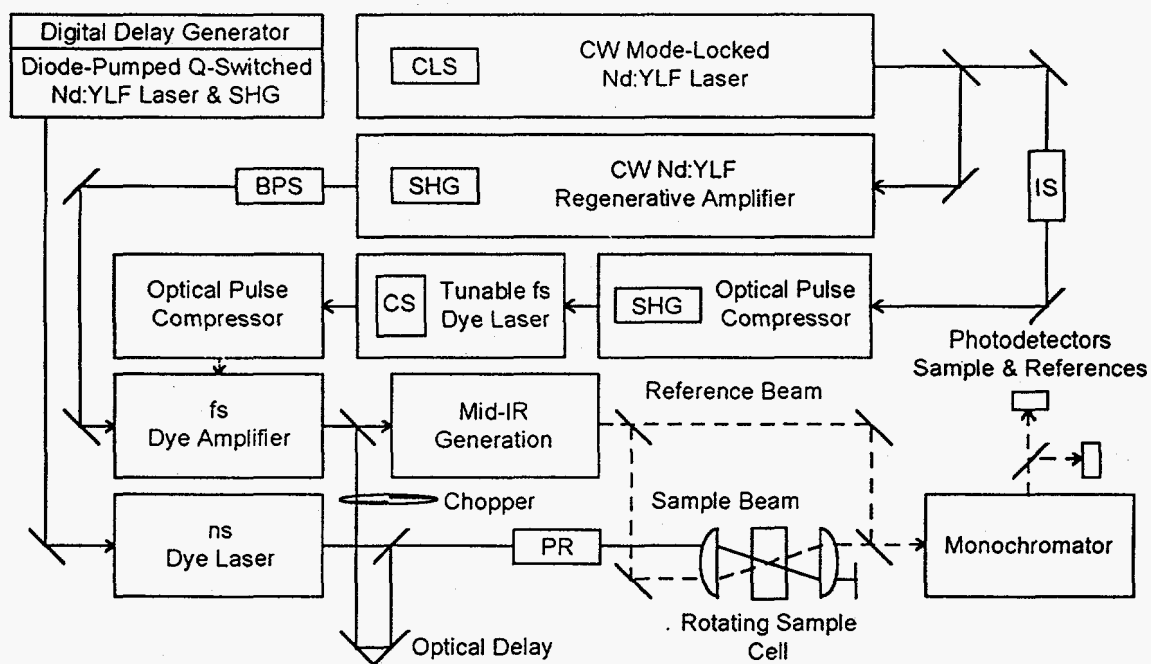 Digital Delay Generator
Diode-Pumped Q-Switched
Nd:YLF Laser & SHG
CLS
CW Mode-Locked
Nd:YLF Laser
BPS
SHG
CW Nd:YLF
Regenerative Amplifier
IS
Optical Pulse
Compressor
CS
Tunable fs
Dye Laser
SHG
Optical Pulse
Compressor
Photodetectors
Sample & References
fs
Dye Amplifier
Mid-IR
Generation
Reference Beam
Chopper
Sample Beam
ns
Dye Laser
PR
Monochromator
Optical Delay
Rotating Sample
Cell